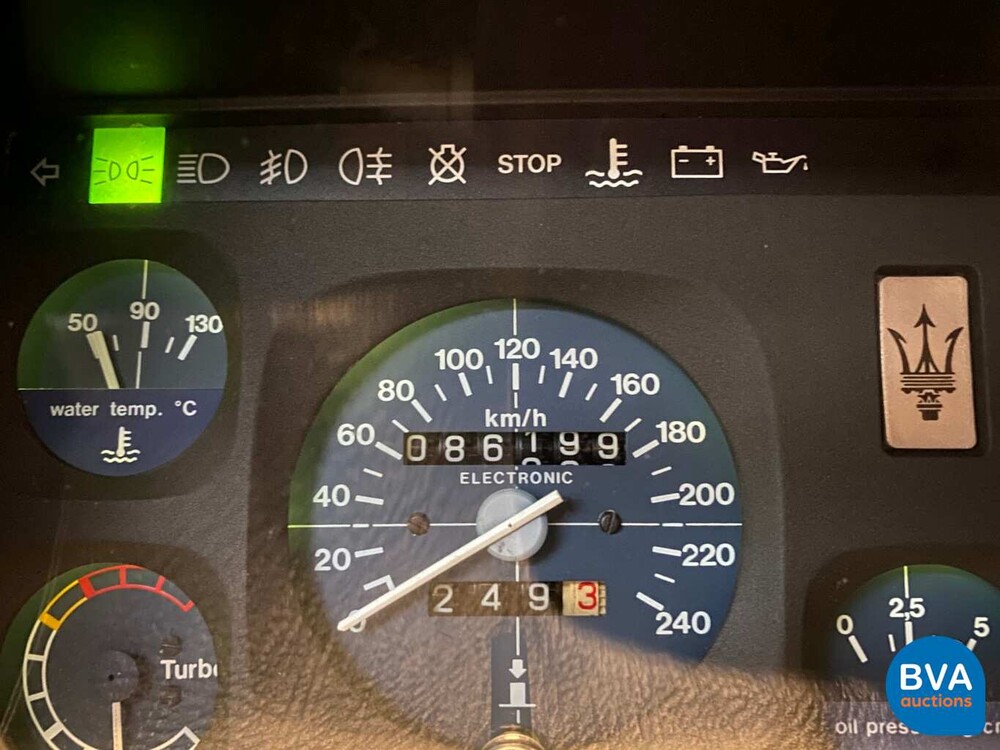 STOP
50 90 130
water temp. °C
0 20 40 60 80 100 120 140 160 180 200 220 240
km/h
086199
ELECTRONIC
2493
Turbo
0 2,5 5
oil
BVA
auctions